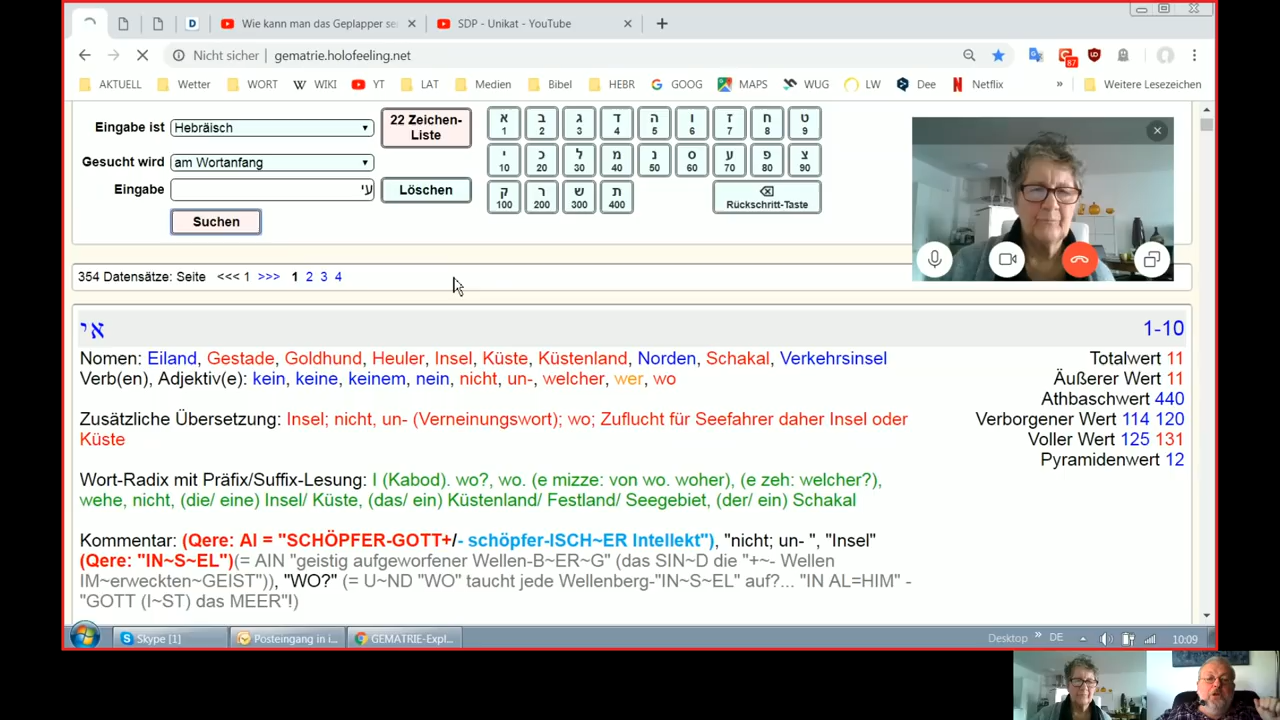 Wie kann man das Geplapper se
SDP - Unikat - YouTube
Nicht sicher | gematrie.holofeeling.net
87
AKTUELL Wetter WORT WIKI YT LAT Medien Bibel HEBR GOOG MAPS WUG LW Dee Netflix » Weitere Lesezeichen
Eingabe ist Hebräisch
22 Zeichen-
Liste
Gesucht wird am Wortanfang
Eingabe עי
Löschen
Suchen
א ב ג ד ה ו ז ח ט
1 2 3 4 5 6 7 8 9
י כ ל מ נ ס ע פ צ
10 20 30 40 50 60 70 80 90
ק ר ש ת
100 200 300 400
Rückschritt-Taste
354 Datensätze: Seite <<< 1 >>> 1 2 3 4
אי 1-10
Nomen: Eiland, Gestade, Goldhund, Heuler, Insel, Küste, Küstenland, Norden, Schakal, Verkehrsinsel
Verb(en), Adjektiv(e): kein, keine, keinem, nein, nicht, un-, welcher, wer, wo
Zusätzliche Übersetzung: Insel; nicht, un- (Verneinungswort); wo; Zuflucht für Seefahrer daher Insel oder
Küste
Wort-Radix mit Präfix/Suffix-Lesung: I (Kabod). wo?, wo. (e mizze: von wo. woher), (e zeh: welcher?),
wehe, nicht, (die/ eine) Insel/ Küste, (das/ ein) Küstenland/ Festland/ Seegebiet, (der/ ein) Schakal
Kommentar: (Qere: AI = "SCHÖPFER-GOTT+/- schöpfer-ISCH~ER Intellekt"), "nicht; un- ", "Insel"
(Qere: "IN~S~EL")(= AIN "geistig aufgeworfener Wellen-B~ER~G" (das SIN~D die "+~- Wellen
IM~erweckten~GEIST")), "WO?" (= U~ND "WO" taucht jede Wellenberg-"IN~S~EL" auf?... "IN AL=HIM" -
"GOTT (I~ST) das MEER"!)
Totalwert 11
Äußerer Wert 11
Athbaschwert 440
Verborgener Wert 114 120
Voller Wert 125 131
Pyramidenwert 12
Skype [1]
Posteingang in i...
GEMATRIE-Expl...
Desktop » DE 10:09